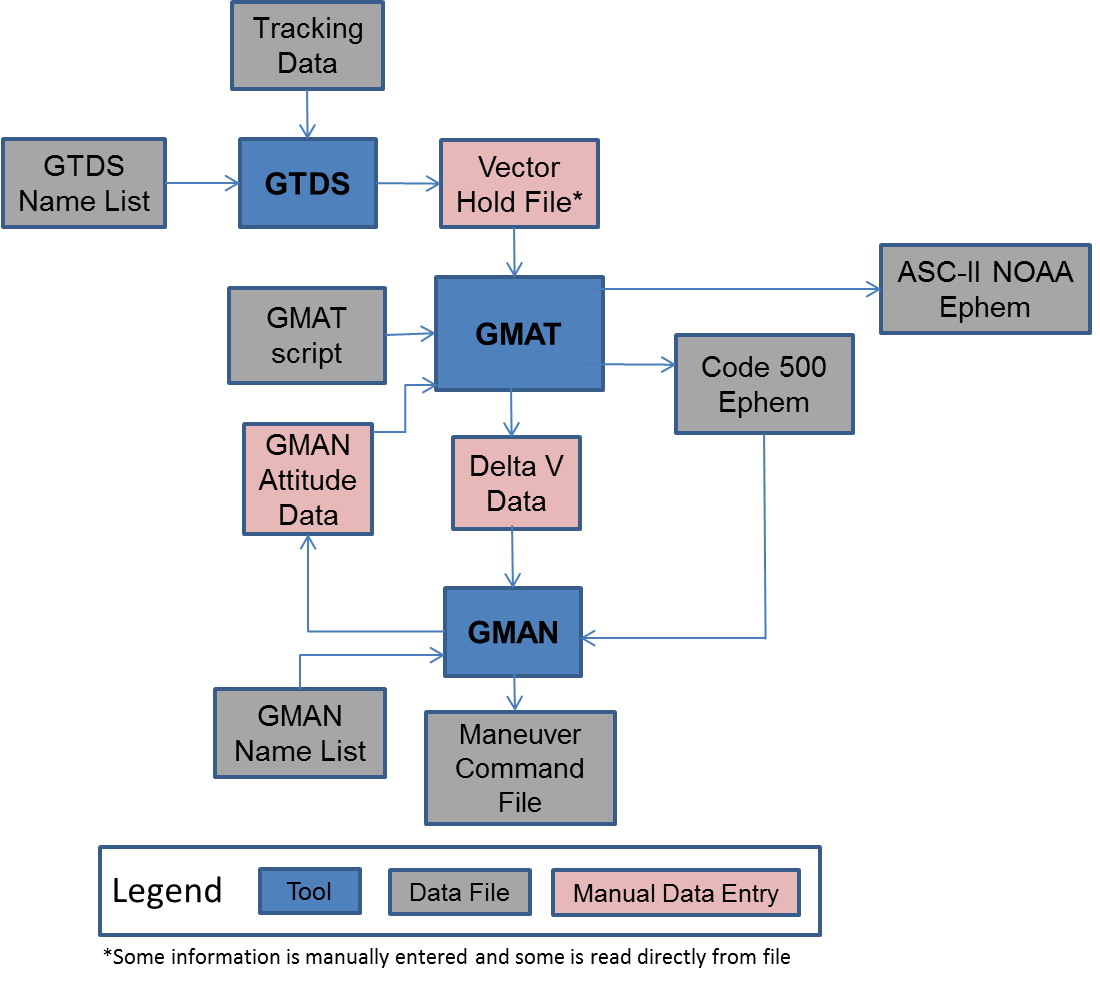 Tracking
Data
GTDS
Name List
GTDS
Vector
Hold File*
ASC-II NOAA
Ephem
GMAT
script
GMAT
Code 500
Ephem
GMAN
Attitude
Data
Delta V
Data
GMAN
GMAN
Name List
Maneuver
Command
File
Legend
Tool
Data File
Manual Data Entry
*Some information is manually entered and some is read directly from file